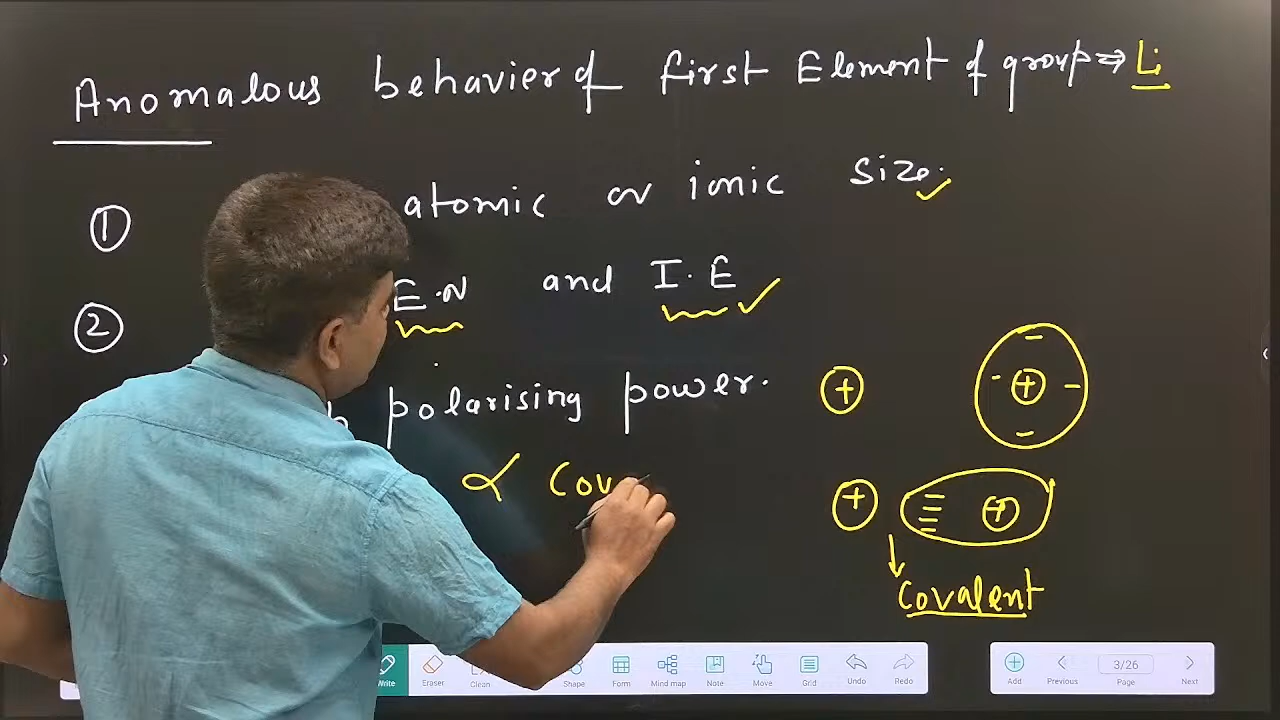 Anomalous behavier of first Element of group ⇒ Li
① atomic or ionic size.
② E.N and I.E
polarising power.
+
+
∝ Cov
+
+
Covalent
Write
Eraser
Clean
Shape
Form
Mind map
Note
Move
Grid
Undo
Redo
Add
Previous
3/26
Page
Next